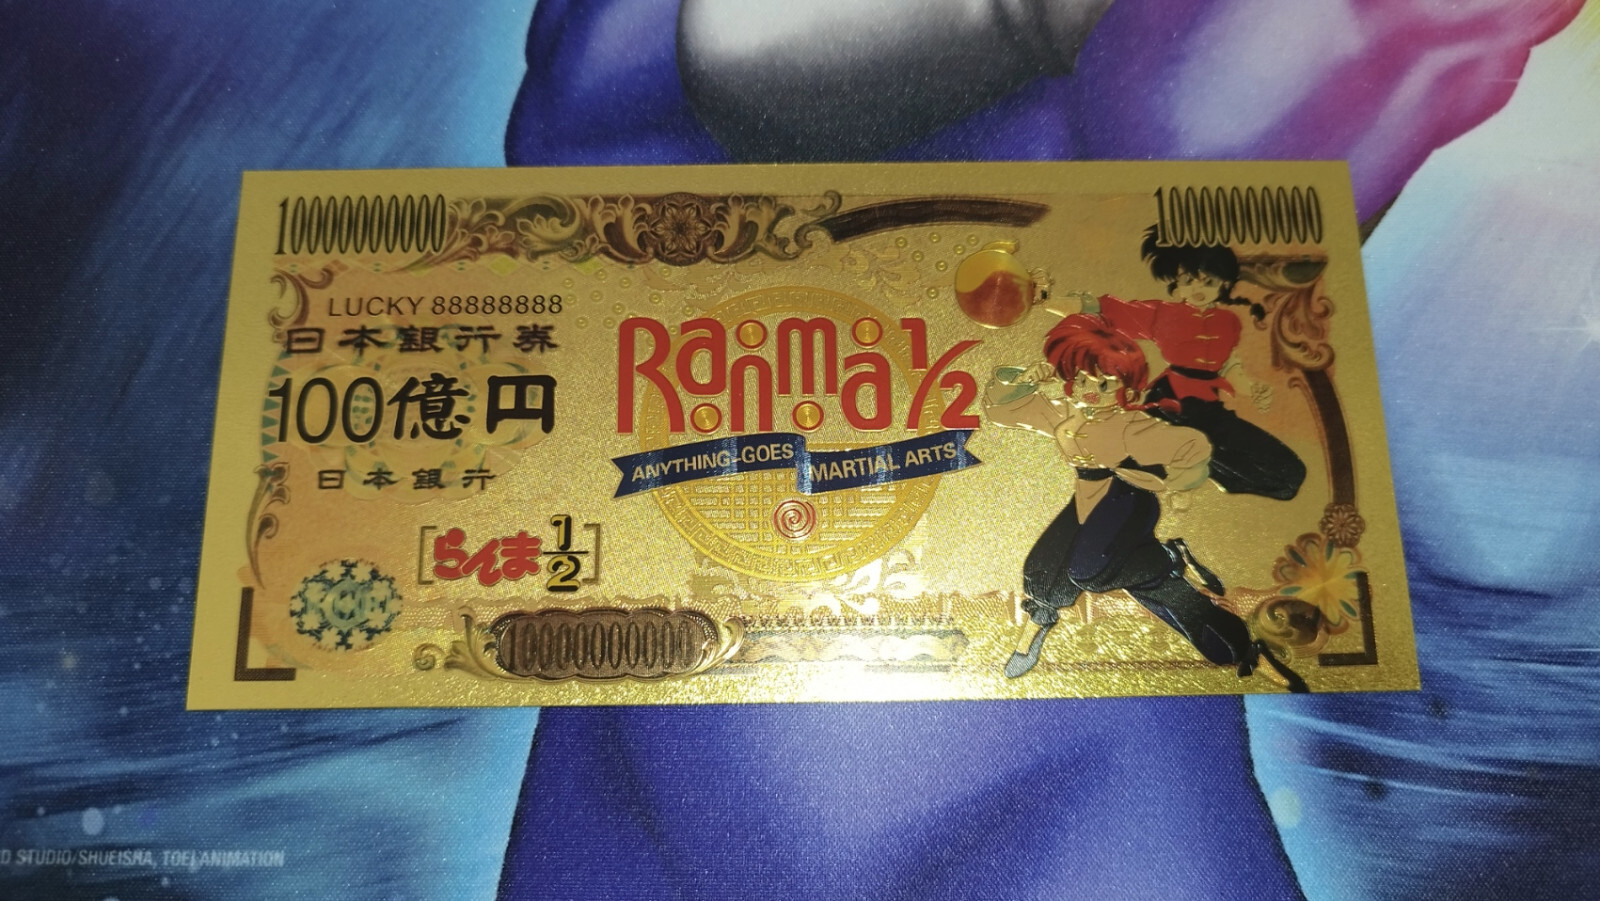 10000000000
10000000000
LUCKY 88888888
日本銀行券
100億円
日本銀行
Ranma 1/2
ANYTHING-GOES MARTIAL ARTS
[らんま 1/2]
10000000000
D STUDIO/SHUEISHA, TOEI ANIMATION